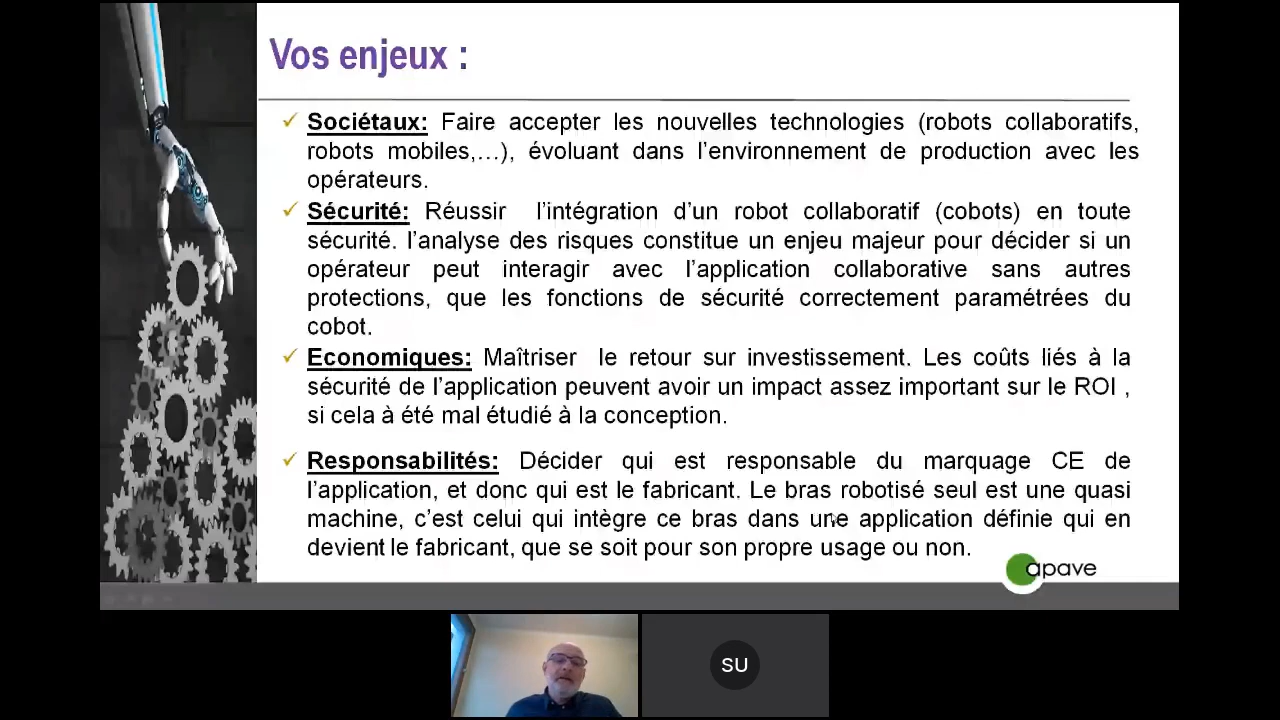 Vos enjeux :
✓ Sociétaux: Faire accepter les nouvelles technologies (robots collaboratifs,
robots mobiles,…), évoluant dans l’environnement de production avec les
opérateurs.
✓ Sécurité: Réussir l’intégration d’un robot collaboratif (cobots) en toute
sécurité. l’analyse des risques constitue un enjeu majeur pour décider si un
opérateur peut interagir avec l’application collaborative sans autres
protections, que les fonctions de sécurité correctement paramétrées du
cobot.
✓ Economiques: Maîtriser le retour sur investissement. Les coûts liés à la
sécurité de l’application peuvent avoir un impact assez important sur le ROI ,
si cela à été mal étudié à la conception.
✓ Responsabilités: Décider qui est responsable du marquage CE de
l’application, et donc qui est le fabricant. Le bras robotisé seul est une quasi
machine, c’est celui qui intègre ce bras dans une application définie qui en
devient le fabricant, que se soit pour son propre usage ou non.
apave
SU